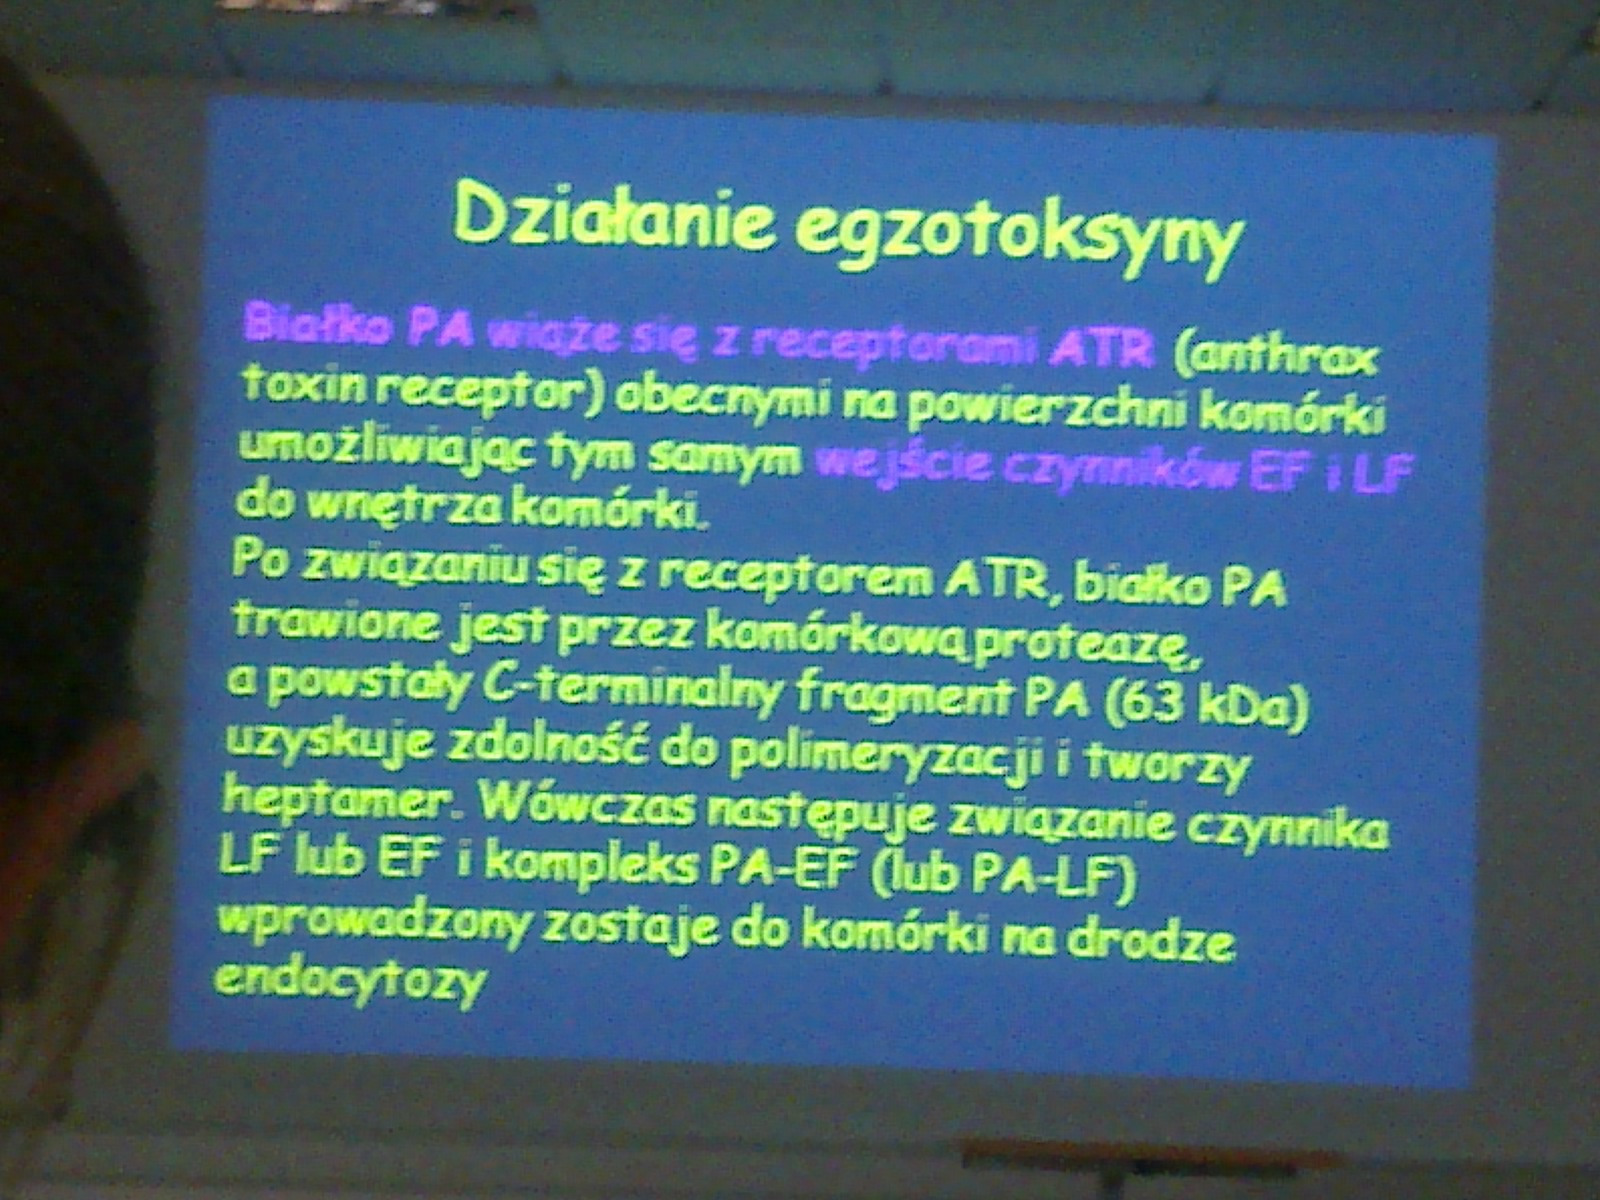 Działanie egzotoksyny
Białko PA wiąże się z receptorami ATR (anthrax
toxin receptor) obecnymi na powierzchni komórki
umożliwiając tym samym wejście czynników EF i LF
do wnętrza komórki.
Po związaniu się z receptorem ATR, białko PA
trawione jest przez komórkową proteazę,
a powstały C-terminalny fragment PA (63 kDa)
uzyskuje zdolność do polimeryzacji i tworzy
heptamer. Wówczas następuje związanie czynnika
LF lub EF i kompleks PA-EF (lub PA-LF)
wprowadzony zostaje do komórki na drodze
endocytozy